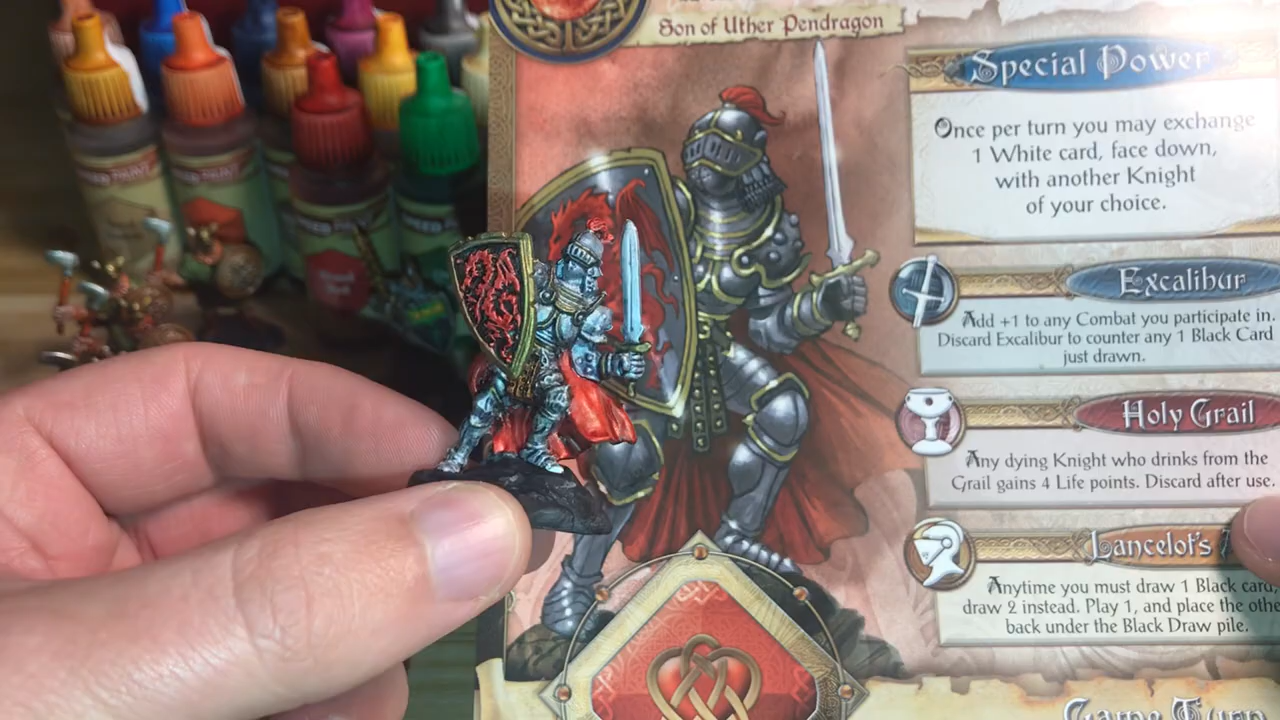 Son of Uther Pendragon
Special Power
Once per turn you may exchange
1 White card, face down,
with another Knight
of your choice.
Excalibur
Add +1 to any Combat you participate in.
Discard Excalibur to counter any 1 Black Card
just drawn.
Holy Grail
Any dying Knight who drinks from the
Grail gains 4 Life points. Discard after use.
Lancelot's
Anytime you must draw 1 Black card,
draw 2 instead. Play 1, and place the othe
back under the Black Draw pile.
Game Turn